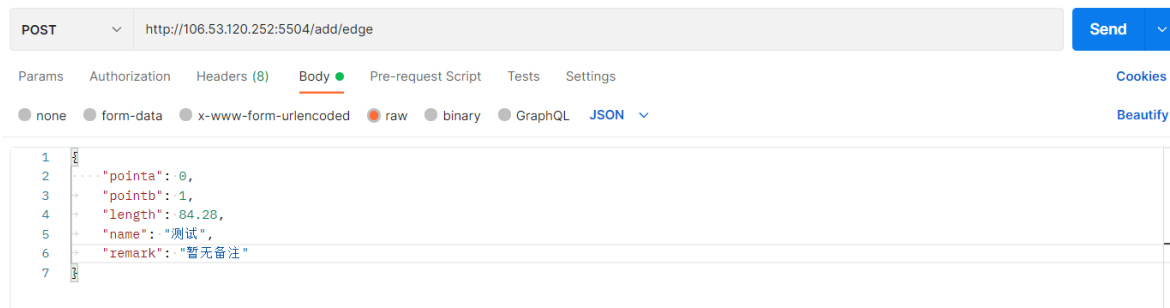 POST http://106.53.120.252:5504/add/edge Send
Params Authorization Headers (8) Body Pre-request Script Tests Settings Cookies
none form-data x-www-form-urlencoded raw binary GraphQL JSON Beautify
1 {
2 "pointa": 0,
3 "pointb": 1,
4 "length": 84.28,
5 "name": "测试",
6 "remark": "暂无备注"
7 }